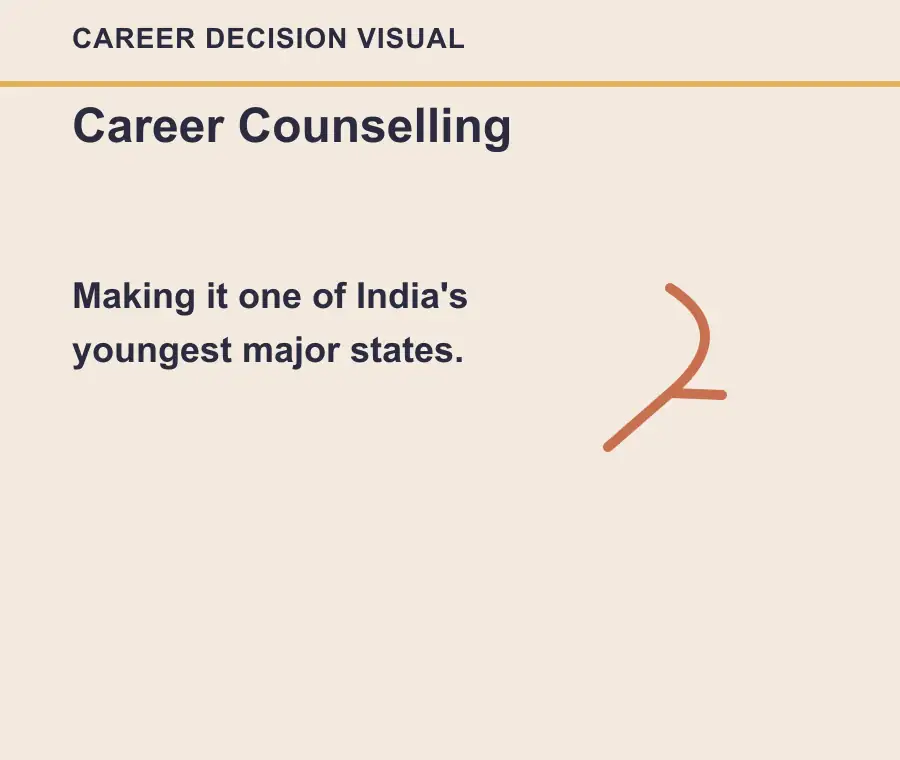 CAREER DECISION VISUAL
Career Counselling
Making it one of India's
youngest major states.